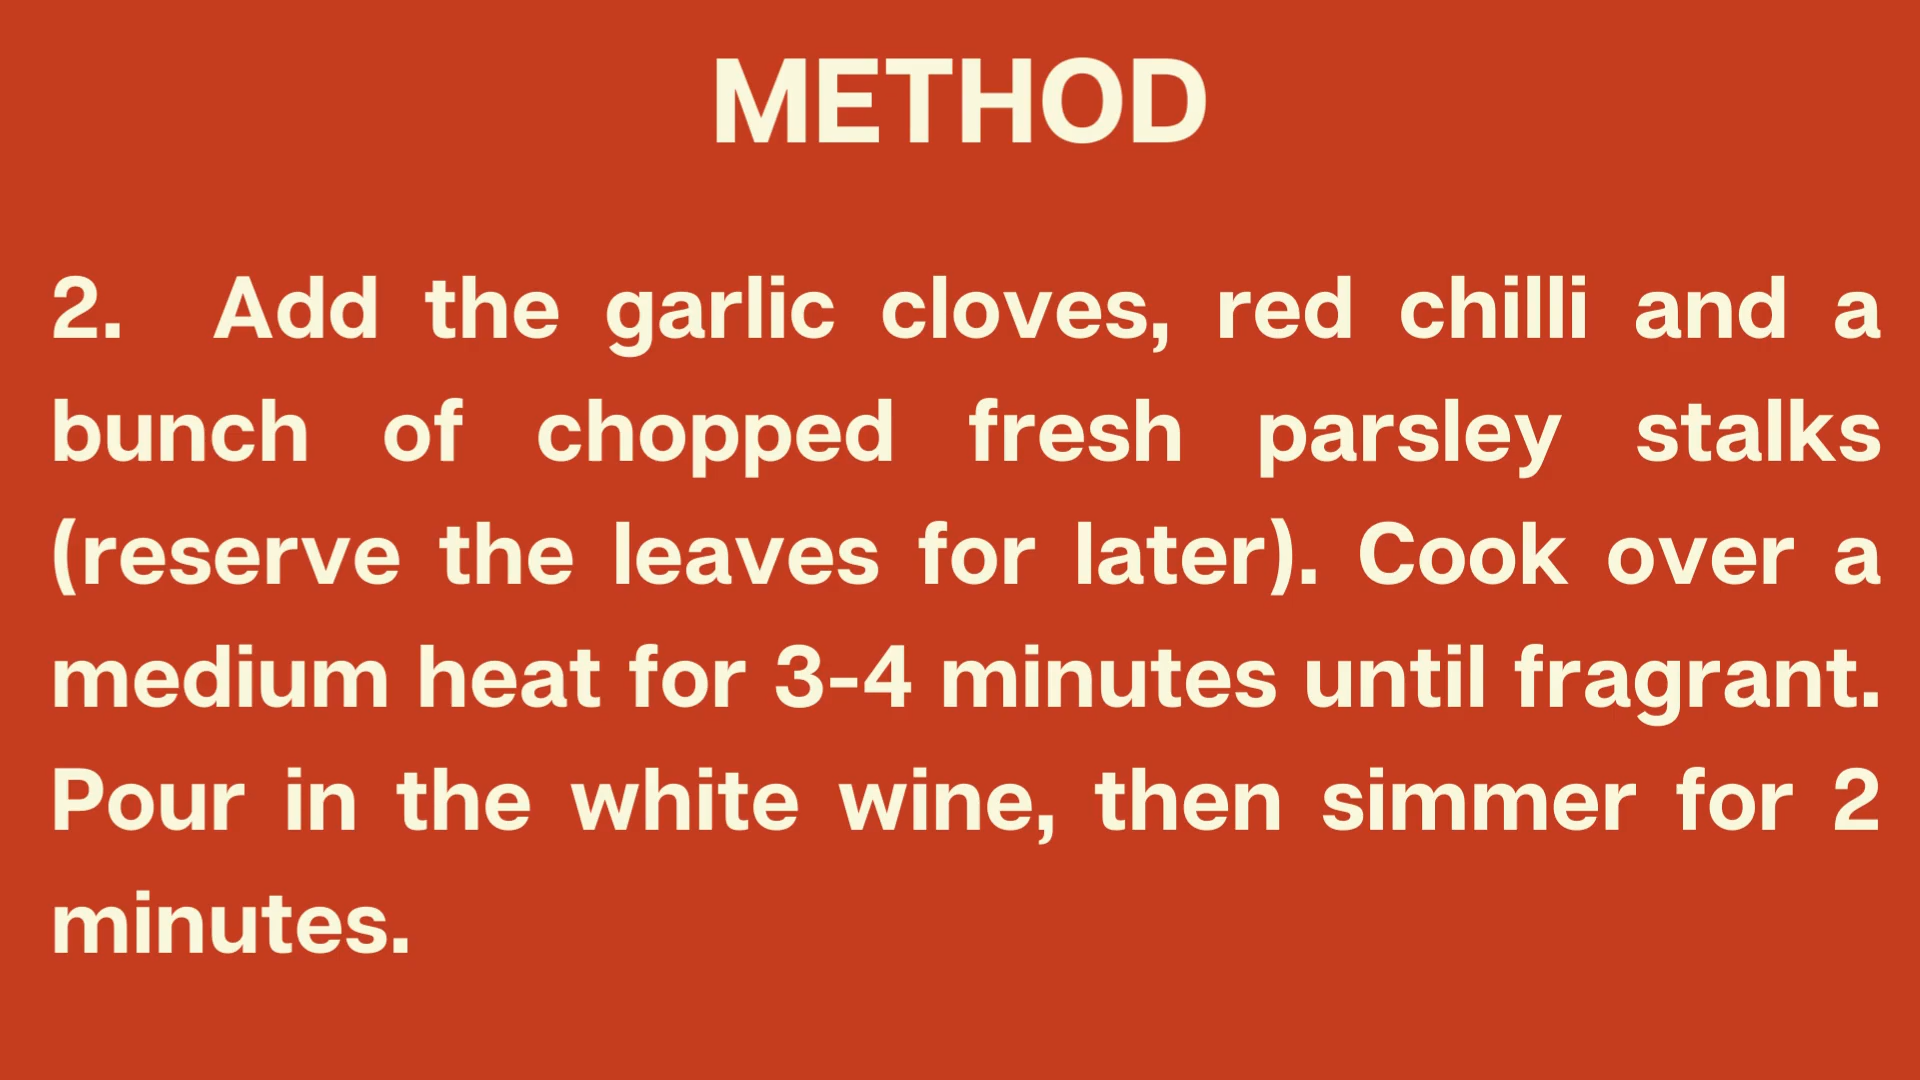 METHOD
2. Add the garlic cloves, red chilli and a
bunch of chopped fresh parsley stalks
(reserve the leaves for later). Cook over a
medium heat for 3-4 minutes until fragrant.
Pour in the white wine, then simmer for 2
minutes.